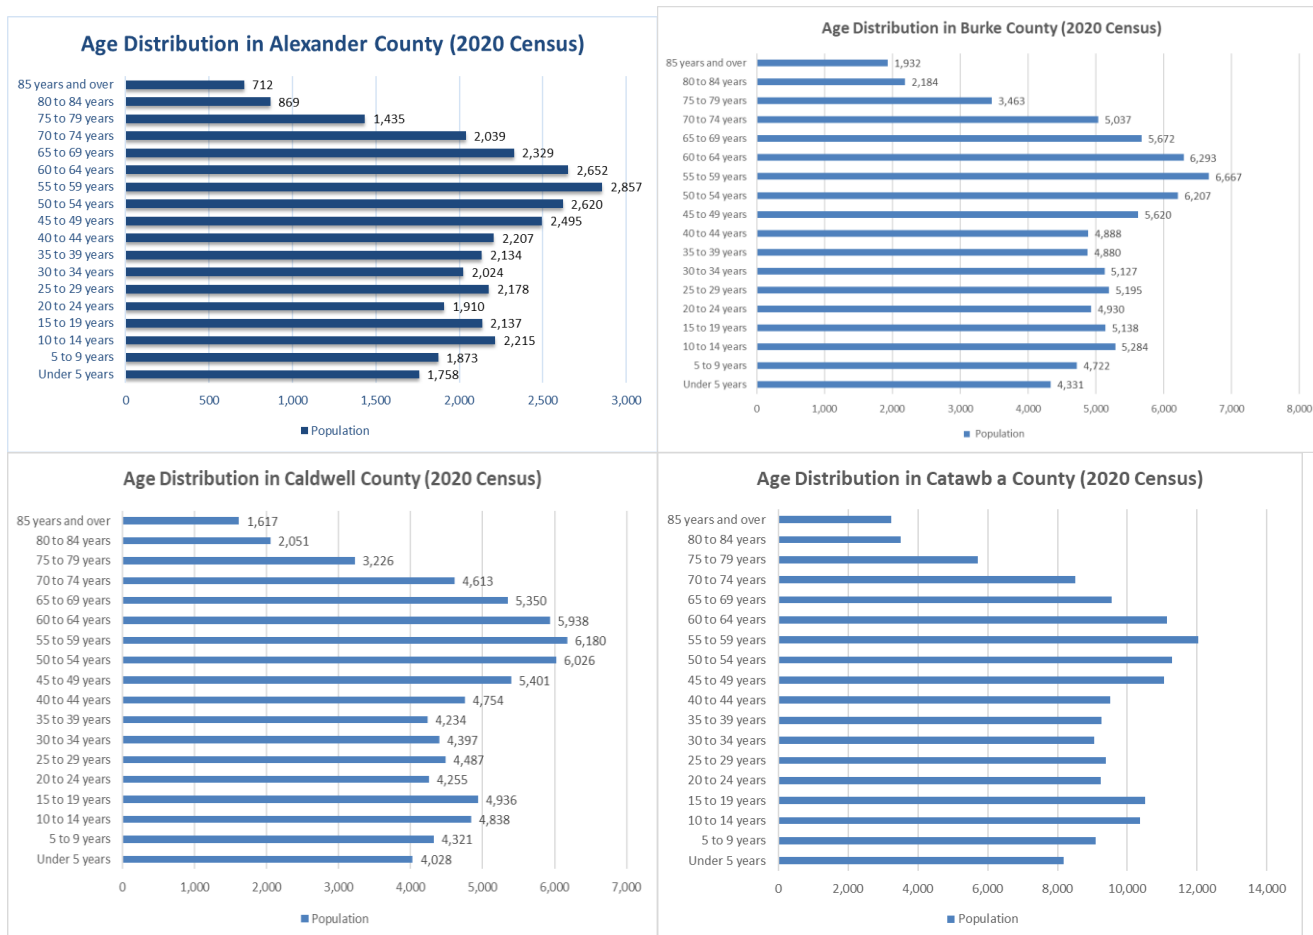 Age Distribution in Alexander County (2020 Census)
85 years and over 712
80 to 84 years 869
75 to 79 years 1,435
70 to 74 years 2,039
65 to 69 years 2,329
60 to 64 years 2,652
55 to 59 years 2,857
50 to 54 years 2,620
45 to 49 years 2,495
40 to 44 years 2,207
35 to 39 years 2,134
30 to 34 years 2,024
25 to 29 years 2,178
20 to 24 years 1,910
15 to 19 years 2,137
10 to 14 years 2,215
5 to 9 years 1,873
Under 5 years 1,758
0 500 1,000 1,500 2,000 2,500 3,000
Population
Age Distribution in Burke County (2020 Census)
85 years and over 1,932
80 to 84 years 2,184
75 to 79 years 3,463
70 to 74 years 5,037
65 to 69 years 5,672
60 to 64 years 6,293
55 to 59 years 6,667
50 to 54 years 6,207
45 to 49 years 5,620
40 to 44 years 4,888
35 to 39 years 4,880
30 to 34 years 5,127
25 to 29 years 5,195
20 to 24 years 4,930
15 to 19 years 5,138
10 to 14 years 5,284
5 to 9 years 4,722
Under 5 years 4,331
0 1,000 2,000 3,000 4,000 5,000 6,000 7,000 8,000
Population
Age Distribution in Caldwell County (2020 Census)
85 years and over 1,617
80 to 84 years 2,051
75 to 79 years 3,226
70 to 74 years 4,613
65 to 69 years 5,350
60 to 64 years 5,938
55 to 59 years 6,180
50 to 54 years 6,026
45 to 49 years 5,401
40 to 44 years 4,754
35 to 39 years 4,234
30 to 34 years 4,397
25 to 29 years 4,487
20 to 24 years 4,255
15 to 19 years 4,936
10 to 14 years 4,838
5 to 9 years 4,321
Under 5 years 4,028
0 1,000 2,000 3,000 4,000 5,000 6,000 7,000
Population
Age Distribution in Catawb a County (2020 Census)
85 years and over
80 to 84 years
75 to 79 years
70 to 74 years
65 to 69 years
60 to 64 years
55 to 59 years
50 to 54 years
45 to 49 years
40 to 44 years
35 to 39 years
30 to 34 years
25 to 29 years
20 to 24 years
15 to 19 years
10 to 14 years
5 to 9 years
Under 5 years
0 2,000 4,000 6,000 8,000 10,000 12,000 14,000
Population